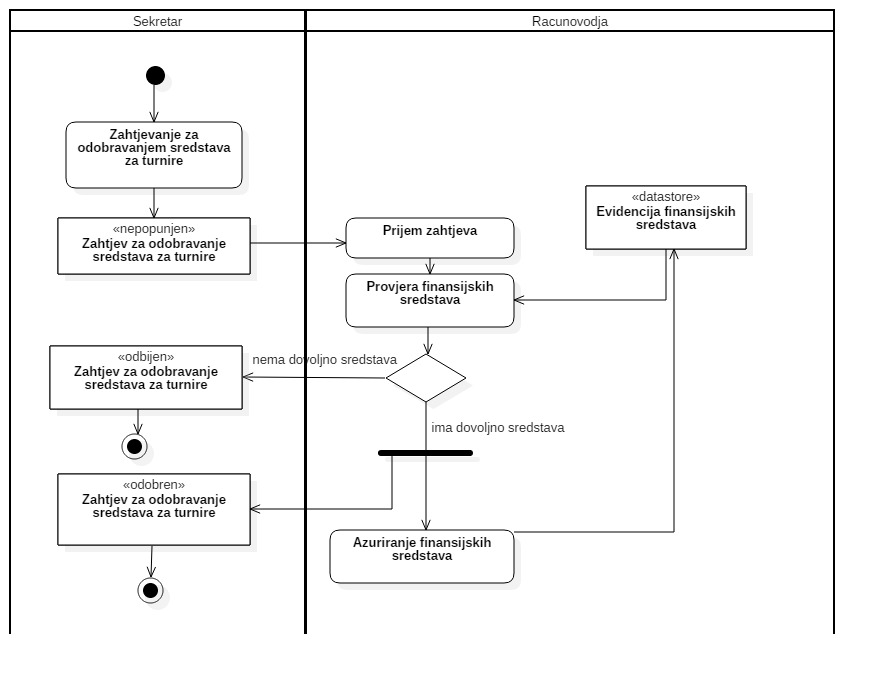 Sekretar
Racunovodja
Zahtjevanje za
odobravanjem sredstava
za turnire
«nepopunjen»
Zahtjev za odobravanje
sredstava za turnire
Prijem zahtjeva
«datastore»
Evidencija finansijskih
sredstava
Provjera finansijskih
sredstava
«odbijen»
Zahtjev za odobravanje
sredstava za turnire
nema dovoljno sredstava
ima dovoljno sredstava
«odobren»
Zahtjev za odobravanje
sredstava za turnire
Azuriranje finansijskih
sredstava